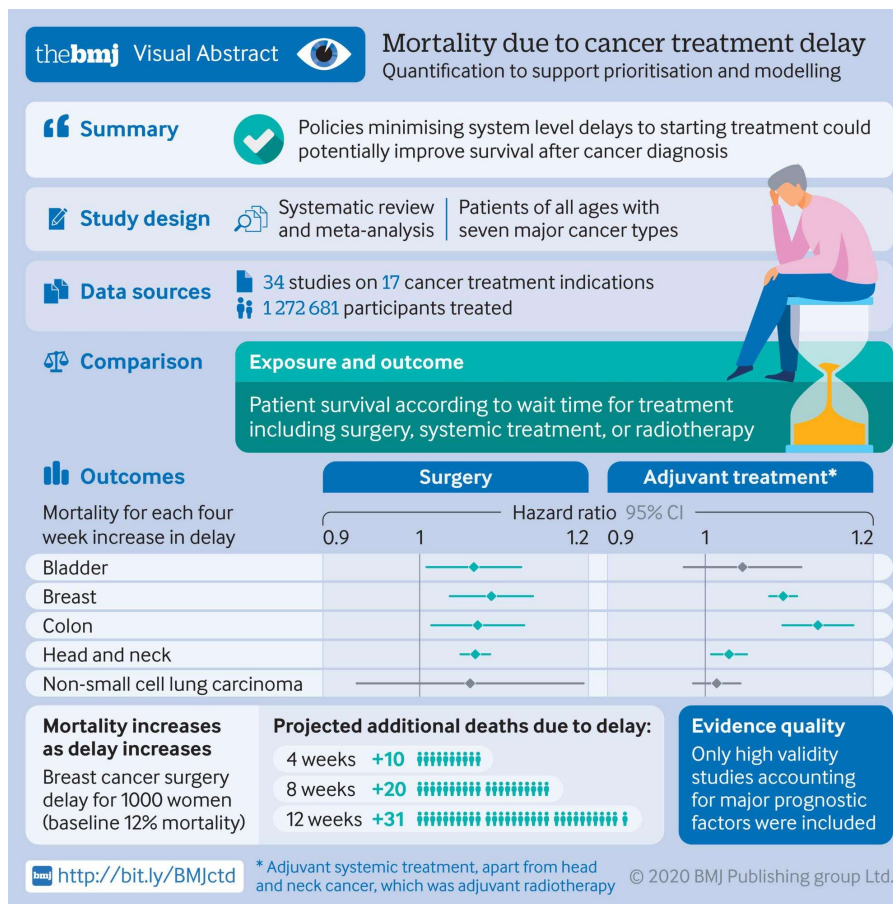 thebmj Visual Abstract
Mortality due to cancer treatment delay
Quantification to support prioritisation and modelling
Summary
Policies minimising system level delays to starting treatment could
potentially improve survival after cancer diagnosis
Study design
Systematic review
and meta-analysis
Patients of all ages with
seven major cancer types
Data sources
34 studies on 17 cancer treatment indications
1 272 681 participants treated
Comparison
Exposure and outcome
Patient survival according to wait time for treatment
including surgery, systemic treatment, or radiotherapy
Outcomes
Surgery
Adjuvant treatment*
Mortality for each four
week increase in delay
Hazard ratio 95% CI
0.9 1 1.2 0.9 1 1.2
Bladder
Breast
Colon
Head and neck
Non-small cell lung carcinoma
Mortality increases
as delay increases
Breast cancer surgery
delay for 1000 women
(baseline 12% mortality)
Projected additional deaths due to delay:
4 weeks +10
8 weeks +20
12 weeks +31
Evidence quality
Only high validity
studies accounting
for major prognostic
factors were included
bmj http://bit.ly/BMJctd
* Adjuvant systemic treatment, apart from head
and neck cancer, which was adjuvant radiotherapy
© 2020 BMJ Publishing group Ltd.